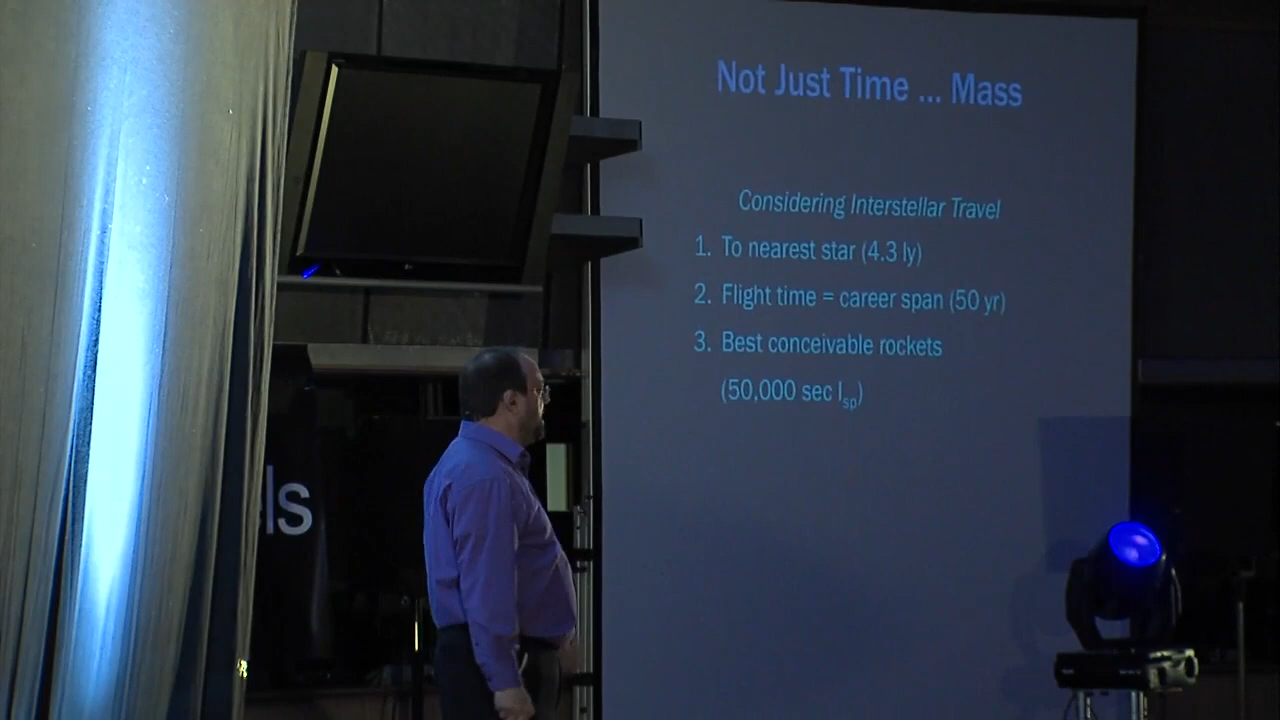 Not Just Time ... Mass
Considering Interstellar Travel
1. To nearest star (4.3 ly)
2. Flight time = career span (50 yr)
3. Best conceivable rockets
(50,000 sec Isp)
ls